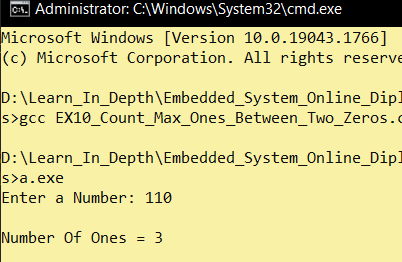 Administrator: C:\Windows\System32\cmd.exe
Microsoft Windows [Version 10.0.19043.1766]
(c) Microsoft Corporation. All rights reserve
D:\Learn_In_Depth\Embedded_System_Online_Dipl
s>gcc EX10_Count_Max_Ones_Between_Two_Zeros.c
D:\Learn_In_Depth\Embedded_System_Online_Dipl
s>a.exe
Enter a Number: 110
Number Of Ones = 3